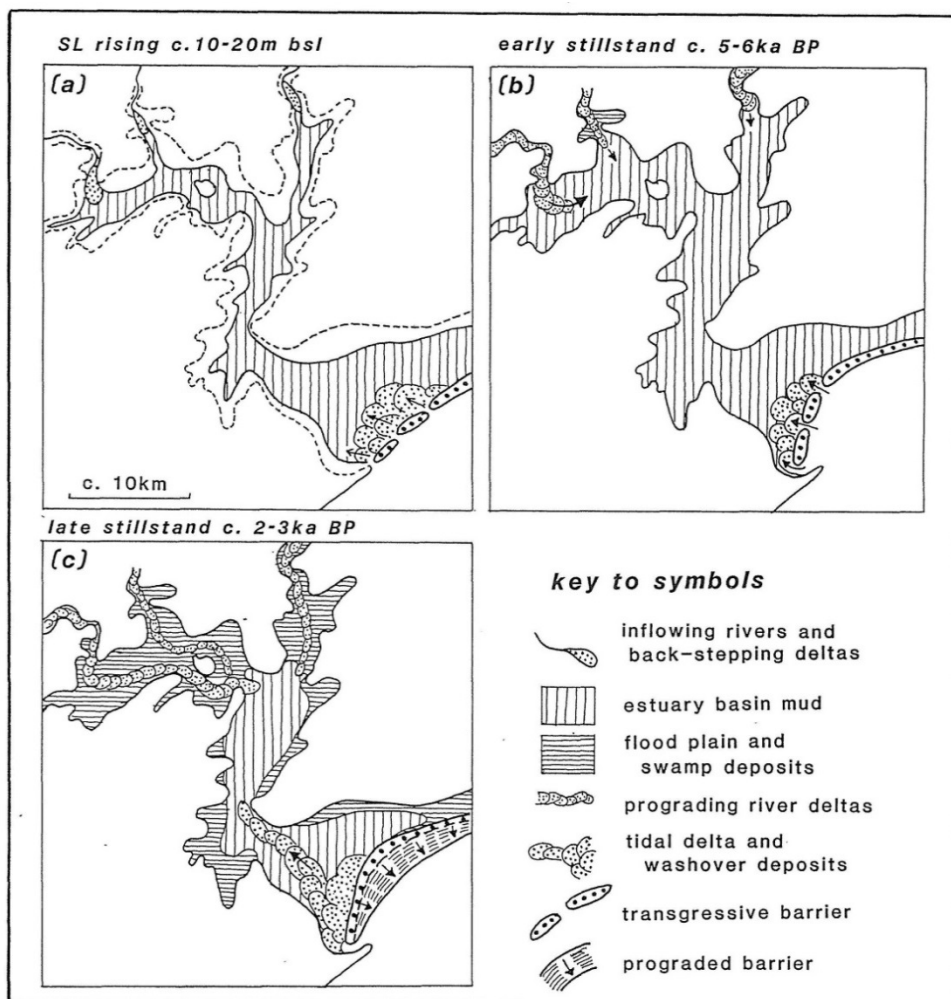 SL rising c.10-20m bsl
(a)
c. 10km
early stillstand c. 5-6ka BP
(b)
late stillstand c. 2-3ka BP
(c)
key to symbols
inflowing rivers and
back-stepping deltas
estuary basin mud
flood plain and
swamp deposits
prograding river deltas
tidal delta and
washover deposits
transgressive barrier
prograded barrier